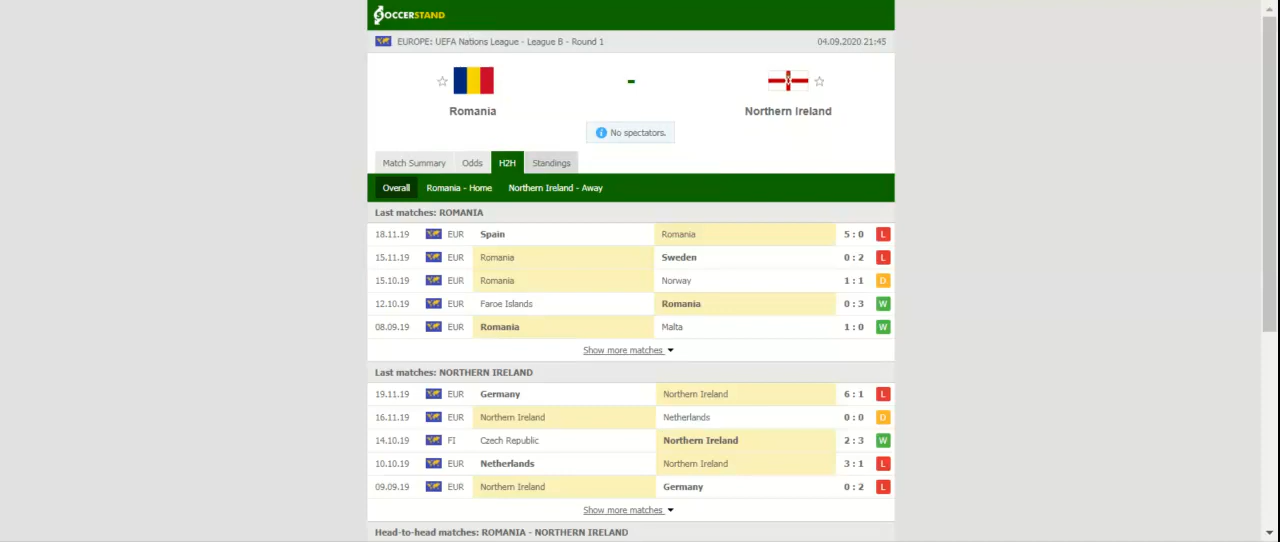 SOCCERSTAND
EUROPE: UEFA Nations League - League B - Round 1 04.09.2020 21:45
-
Romania Northern Ireland
No spectators.
Match Summary Odds H2H Standings
Overall Romania - Home Northern Ireland - Away
Last matches: ROMANIA
18.11.19 EUR Spain Romania 5 : 0 L
15.11.19 EUR Romania Sweden 0 : 2 L
15.10.19 EUR Romania Norway 1 : 1 D
12.10.19 EUR Faroe Islands Romania 0 : 3 W
08.09.19 EUR Romania Malta 1 : 0 W
Show more matches
Last matches: NORTHERN IRELAND
19.11.19 EUR Germany Northern Ireland 6 : 1 L
16.11.19 EUR Northern Ireland Netherlands 0 : 0 D
14.10.19 FI Czech Republic Northern Ireland 2 : 3 W
10.10.19 EUR Netherlands Northern Ireland 3 : 1 L
09.09.19 EUR Northern Ireland Germany 0 : 2 L
Show more matches
Head-to-head matches: ROMANIA - NORTHERN IRELAND